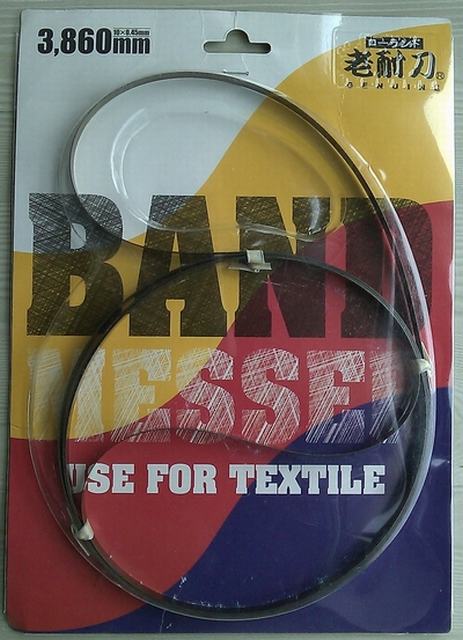 10×0.45mm
3,860mm
老耐刀®
GENUINE
BAND
MESSER
USE FOR TEXTILE